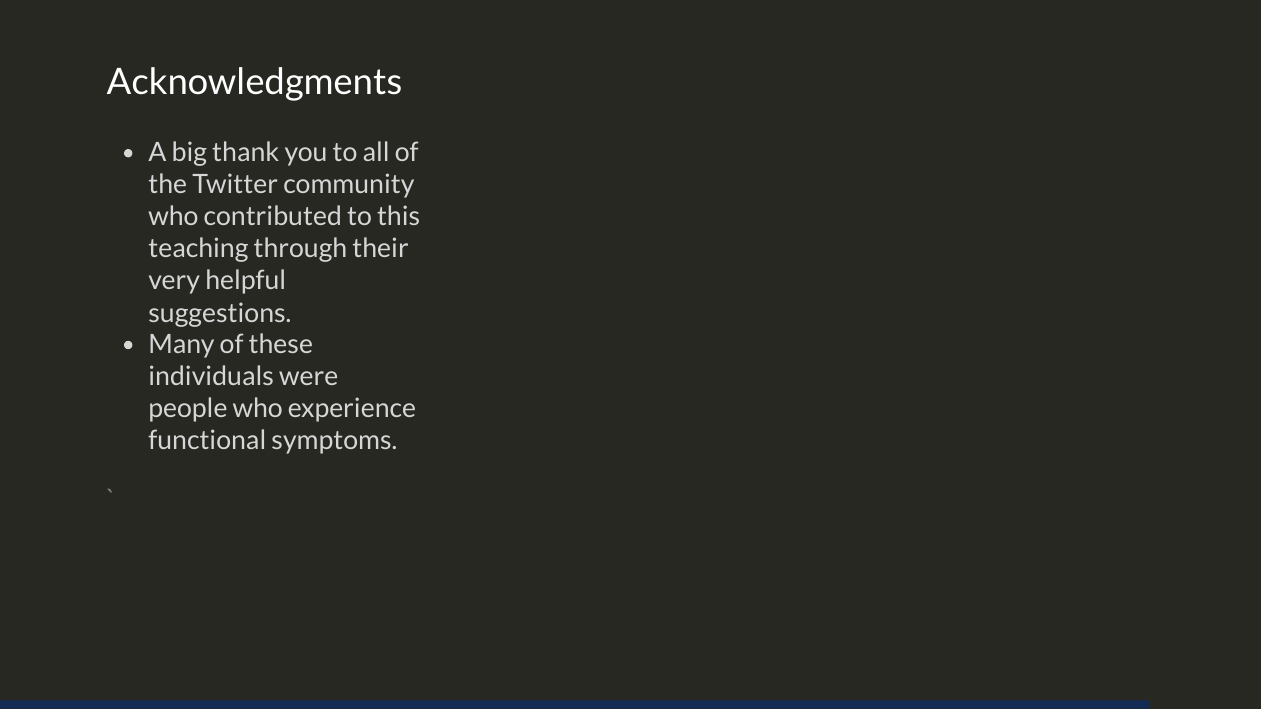 Acknowledgments
• A big thank you to all of
the Twitter community
who contributed to this
teaching through their
very helpful
suggestions.
• Many of these
individuals were
people who experience
functional symptoms.
`